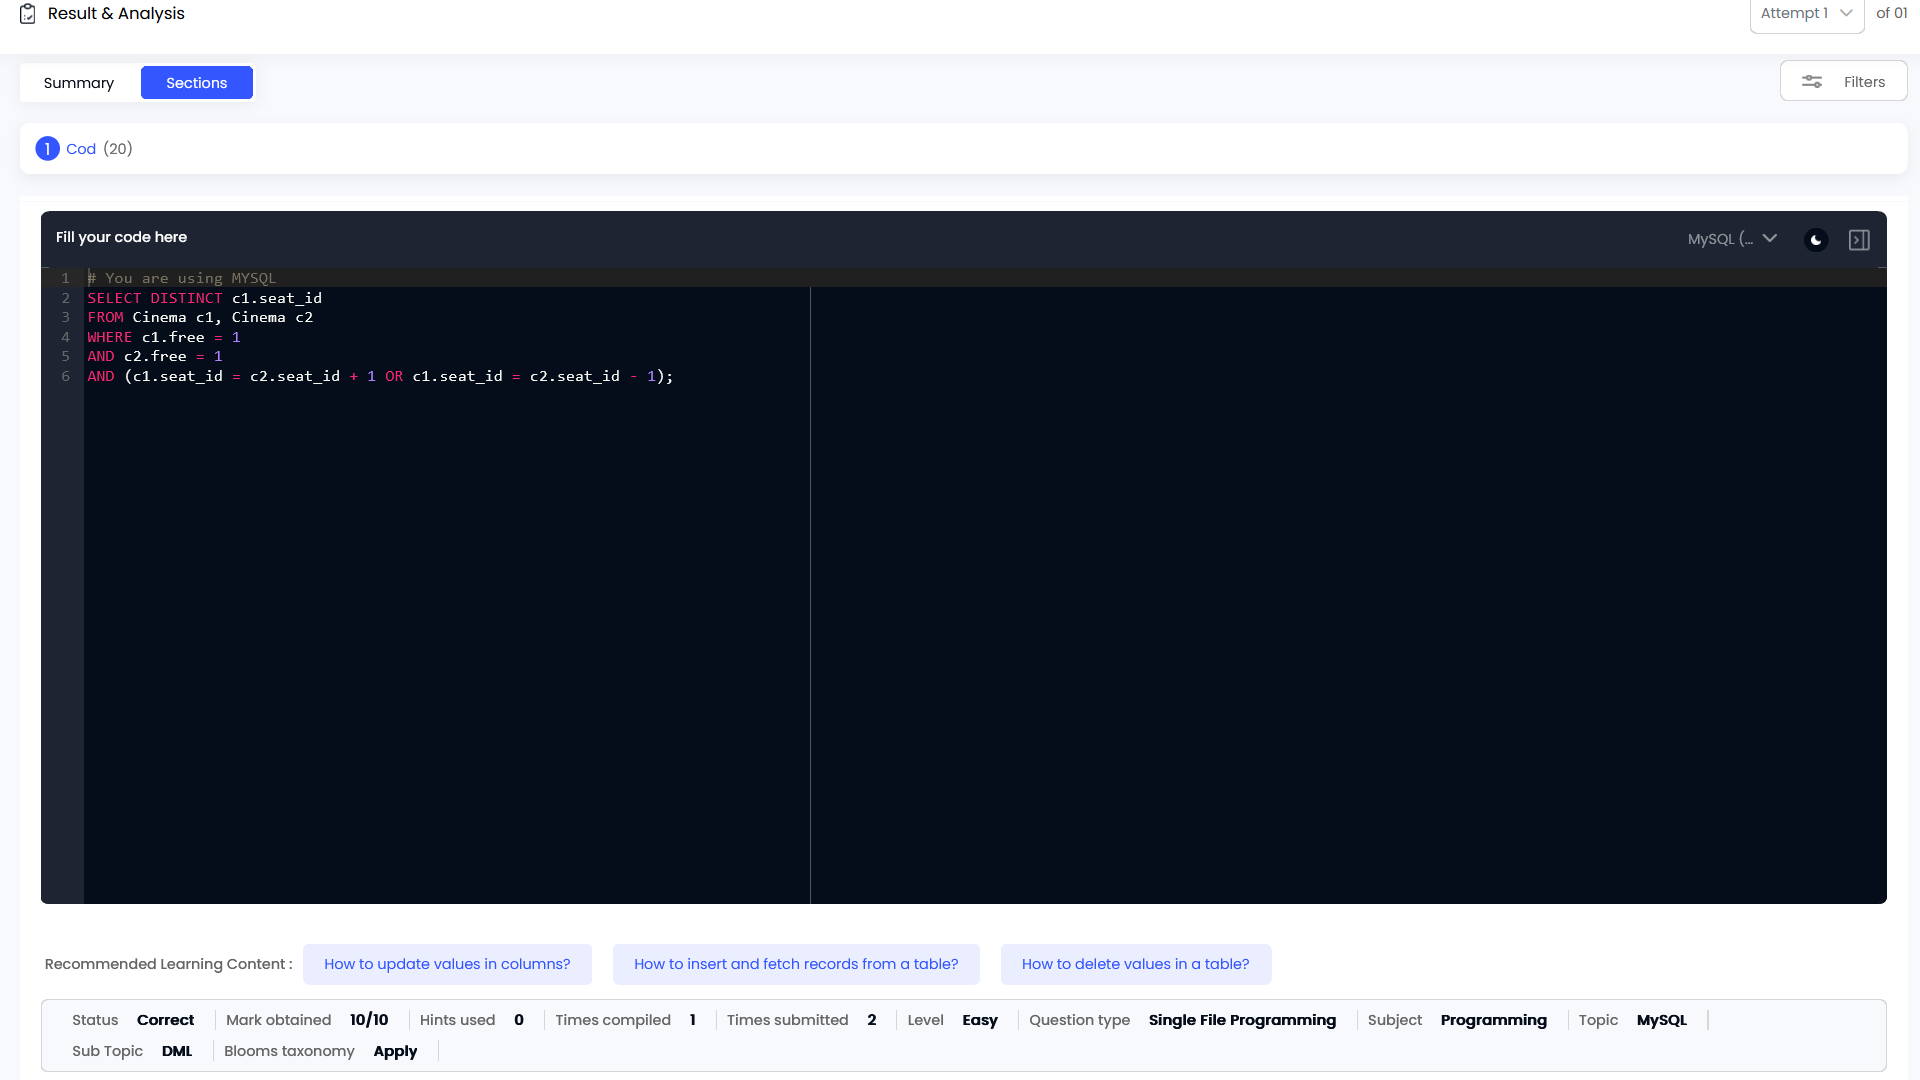 Result & Analysis
Attempt 1 of 01
Summary
Sections
Filters
1 Cod (20)
Fill your code here
MySQL (...
1 # You are using MYSQL
2 SELECT DISTINCT c1.seat_id
3 FROM Cinema c1, Cinema c2
4 WHERE c1.free = 1
5 AND c2.free = 1
6 AND (c1.seat_id = c2.seat_id + 1 OR c1.seat_id = c2.seat_id - 1);
Recommended Learning Content : How to update values in columns? How to insert and fetch records from a table? How to delete values in a table?
Status Correct Mark obtained 10/10 Hints used 0 Times compiled 1 Times submitted 2 Level Easy Question type Single File Programming Subject Programming Topic MySQL
Sub Topic DML Blooms taxonomy Apply